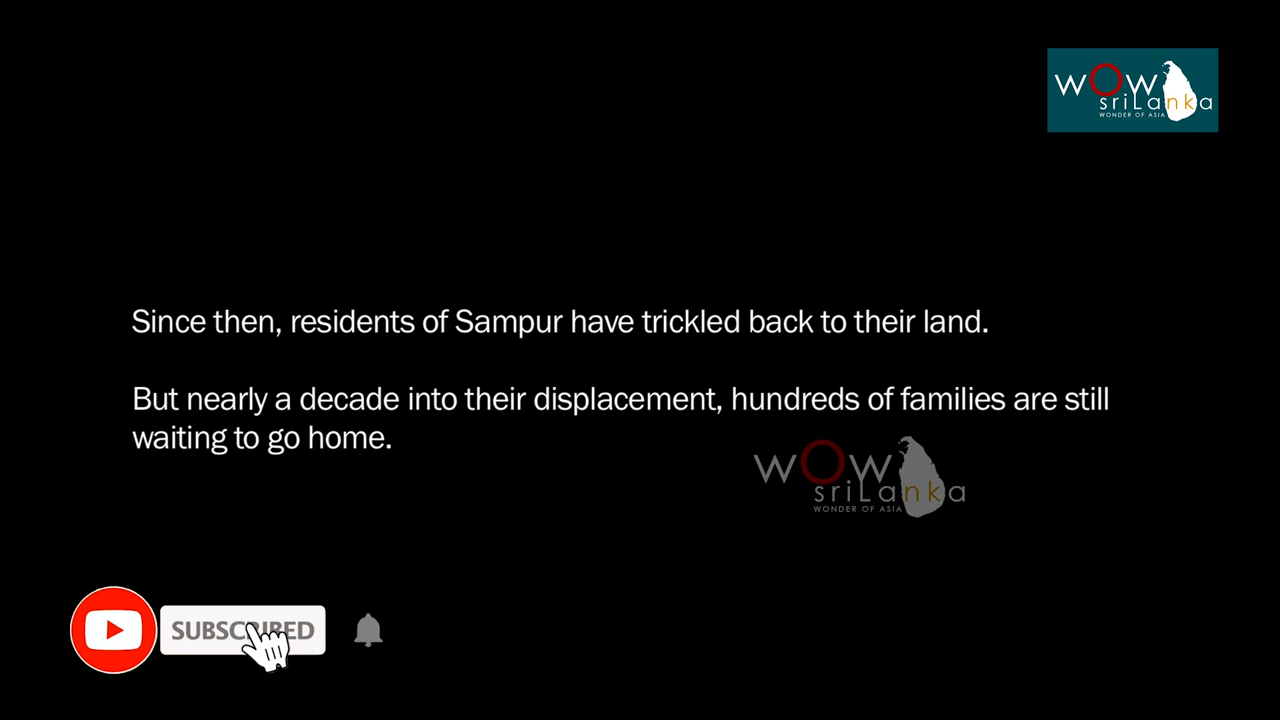 wOw
sriLanka
WONDER OF ASIA
Since then, residents of Sampur have trickled back to their land.
But nearly a decade into their displacement, hundreds of families are still
waiting to go home.
wOw
sriLanka
WONDER OF ASIA
SUBSCRIBED